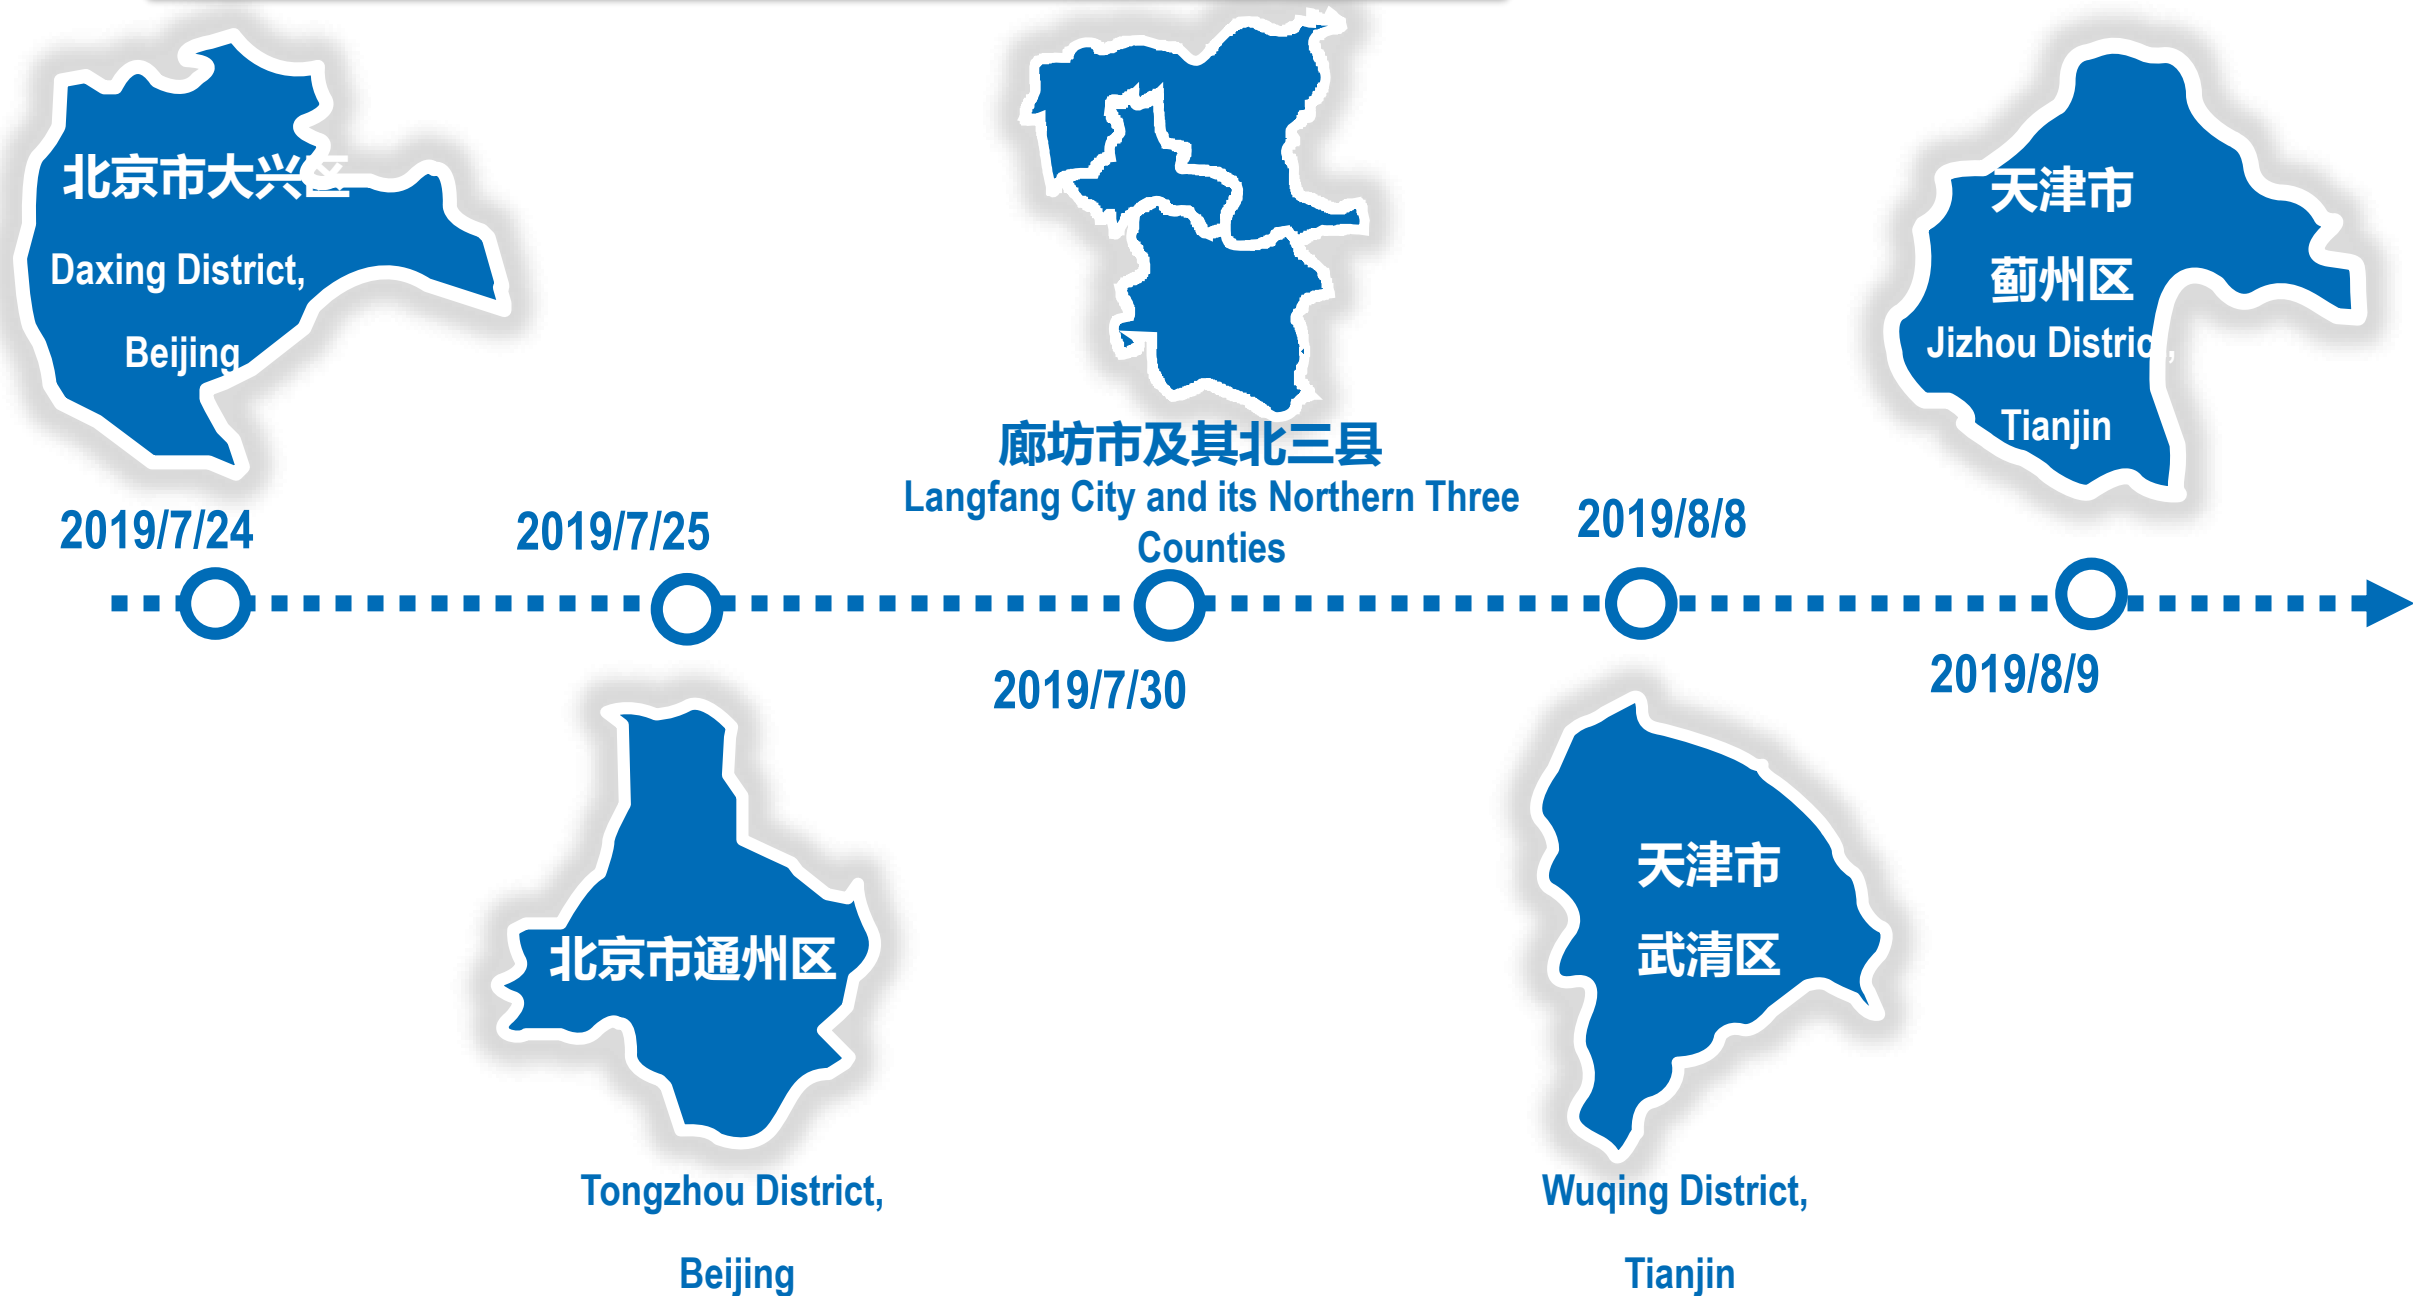 北京市大兴区
Daxing District,
Beijing
2019/7/24
2019/7/25
北京市通州区
Tongzhou District,
Beijing
廊坊市及其北三县
Langfang City and its Northern Three
Counties
2019/7/30
2019/8/8
天津市
武清区
Wuqing District,
Tianjin
天津市
蓟州区
Jizhou District,
Tianjin
2019/8/9